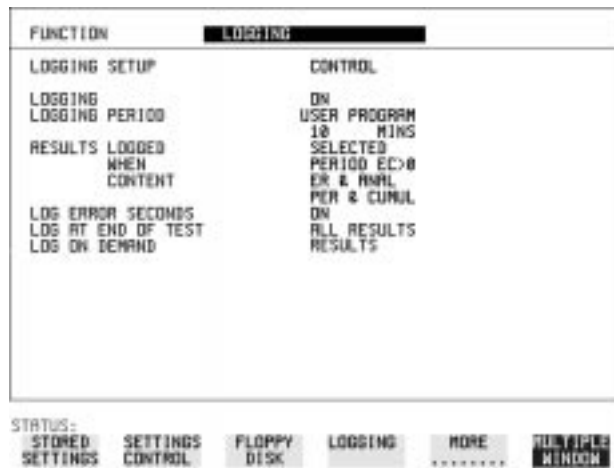 FUNCTION LOGGING
LOGGING SETUP CONTROL
LOGGING ON
LOGGING PERIOD USER PROGRAM
10 MINS
RESULTS LOGGED SELECTED
WHEN PERIOD EC>0
CONTENT ER & ANAL
PER & CUMUL
LOG ERROR SECONDS ON
LOG AT END OF TEST ALL RESULTS
LOG ON DEMAND RESULTS
STATUS:
STORED SETTINGS FLOPPY LOGGING MORE MULTIPLE
SETTINGS CONTROL DISK ........ WINDOW